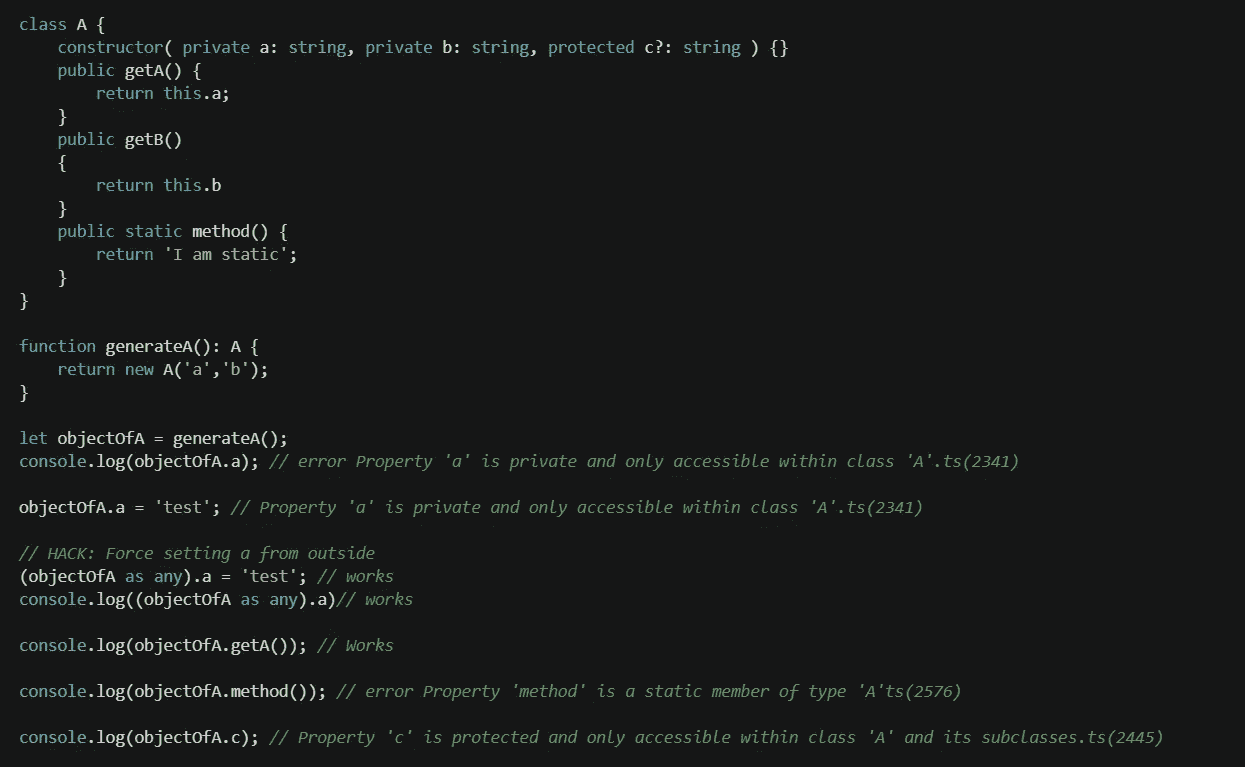 class A {
    constructor( private a: string, private b: string, protected c?: string ) {}
    public getA() {
        return this.a;
    }
    public getB()
    {
        return this.b
    }
    public static method() {
        return 'I am static';
    }
}

function generateA(): A {
    return new A('a','b');
}

let objectOfA = generateA();
console.log(objectOfA.a); // error Property 'a' is private and only accessible within class 'A'.ts(2341)

objectOfA.a = 'test'; // Property 'a' is private and only accessible within class 'A'.ts(2341)

// HACK: Force setting a from outside
(objectOfA as any).a = 'test'; // works
console.log((objectOfA as any).a)// works

console.log(objectOfA.getA()); // Works

console.log(objectOfA.method()); // error Property 'method' is a static member of type 'A'ts(2576)

console.log(objectOfA.c); // Property 'c' is protected and only accessible within class 'A' and its subclasses.ts(2445)